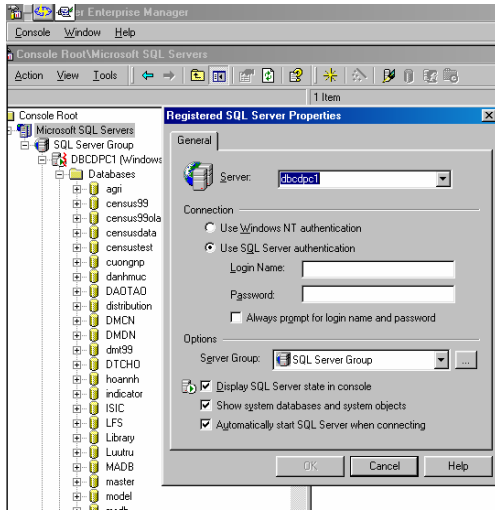 er Enterprise Manager
Console Window Help
Console Root\Microsoft SQL Servers
Action View Tools
1 Item
Console Root
Microsoft SQL Servers
SQL Server Group
DBCDPC1 (Windows
Databases
agri
census99
census99ola
censusdata
censustest
cuongnp
danhmuc
DAOTAO
distribution
DMCN
DMDN
dmt99
DTCHO
hoannh
indicator
ISIC
LFS
Library
Luutru
MADB
master
model
Registered SQL Server Properties
General
Server: dbcdpc1
Connection
Use Windows NT authentication
Use SQL Server authentication
Login Name:
Password:
Always prompt for login name and password
Options
Server Group: SQL Server Group ...
Display SQL Server state in console
Show system databases and system objects
Automatically start SQL Server when connecting
OK Cancel Help